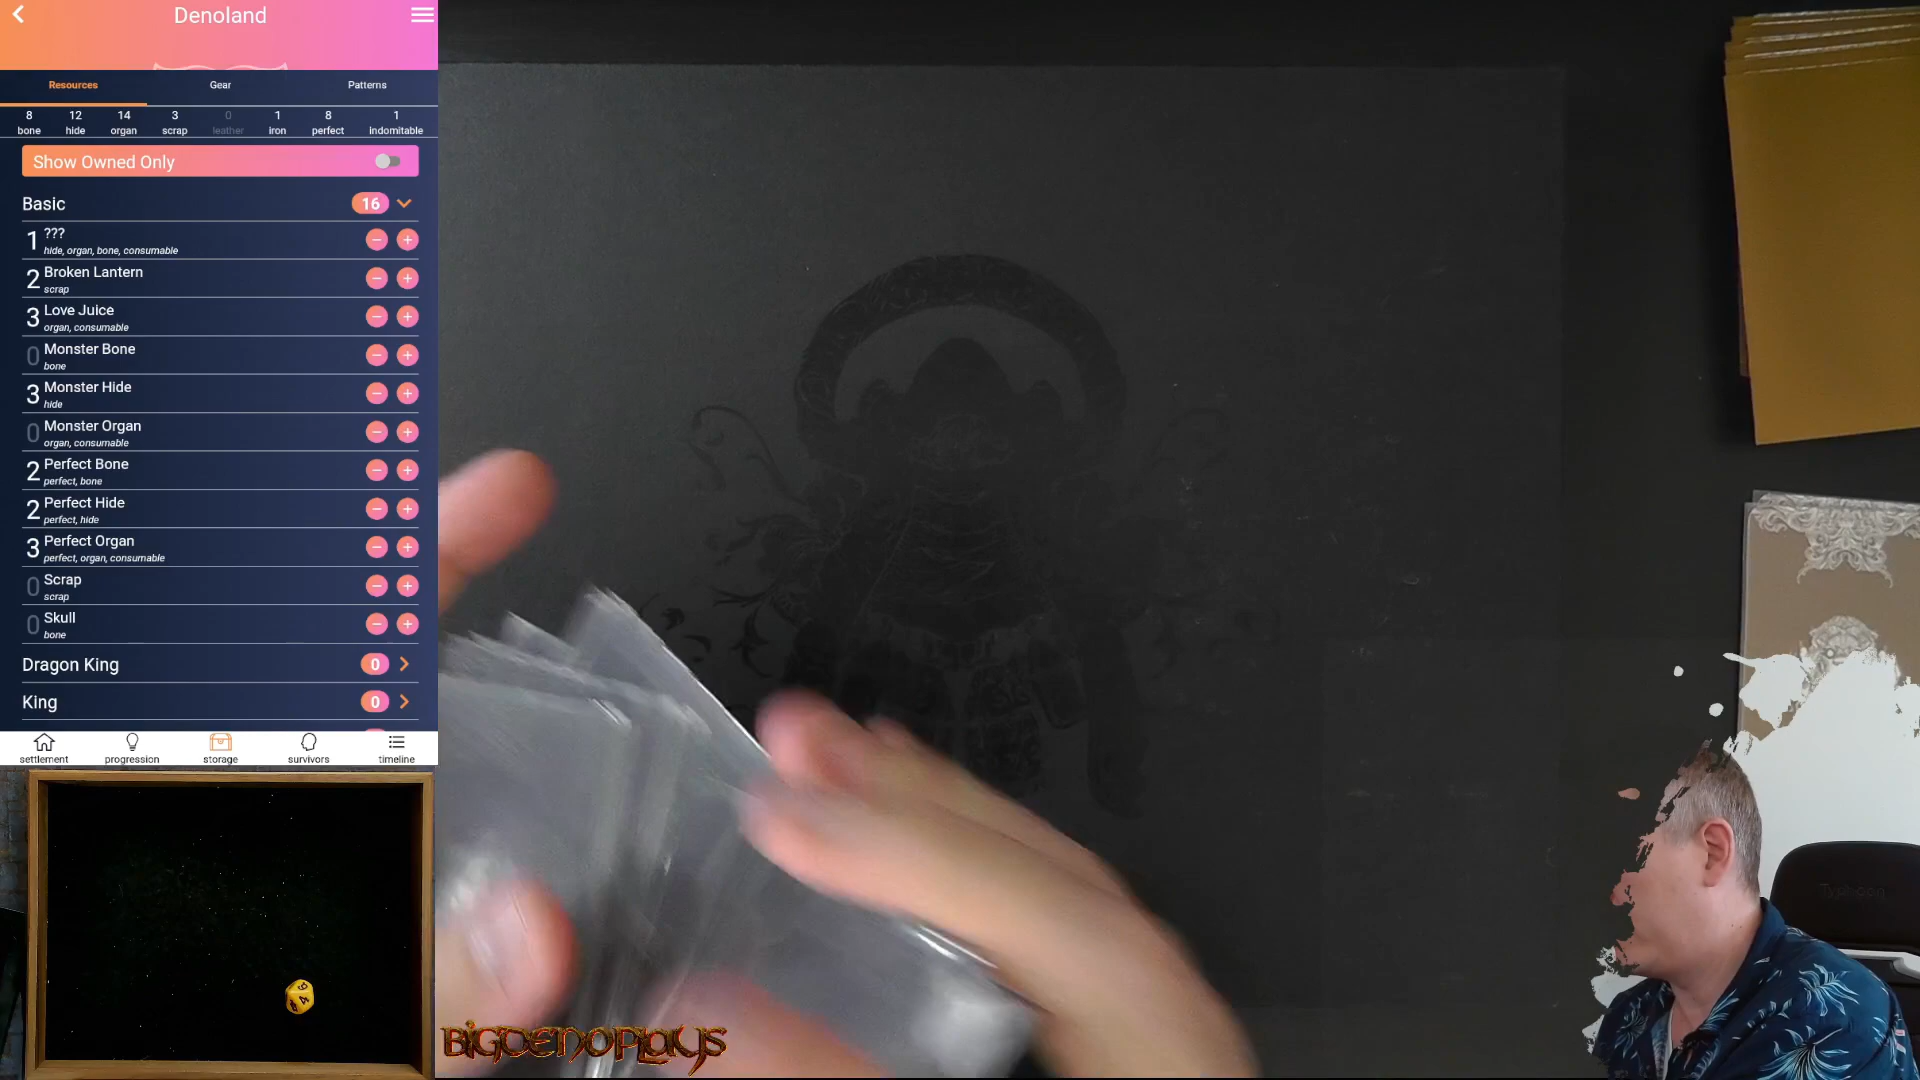 Denoland
Resources Gear Patterns
8 12 14 3 0 1 8 1
bone hide organ scrap leather iron perfect indomitable
Show Owned Only
Basic 16
1 ???
hide, organ, bone, consumable
2 Broken Lantern
scrap
3 Love Juice
organ, consumable
0 Monster Bone
bone
3 Monster Hide
hide
0 Monster Organ
organ, consumable
2 Perfect Bone
perfect, bone
2 Perfect Hide
perfect, hide
3 Perfect Organ
perfect, organ, consumable
0 Scrap
scrap
0 Skull
bone
Dragon King 0
King 0
settlement progression storage survivors timeline
BIGDENOPLAYS